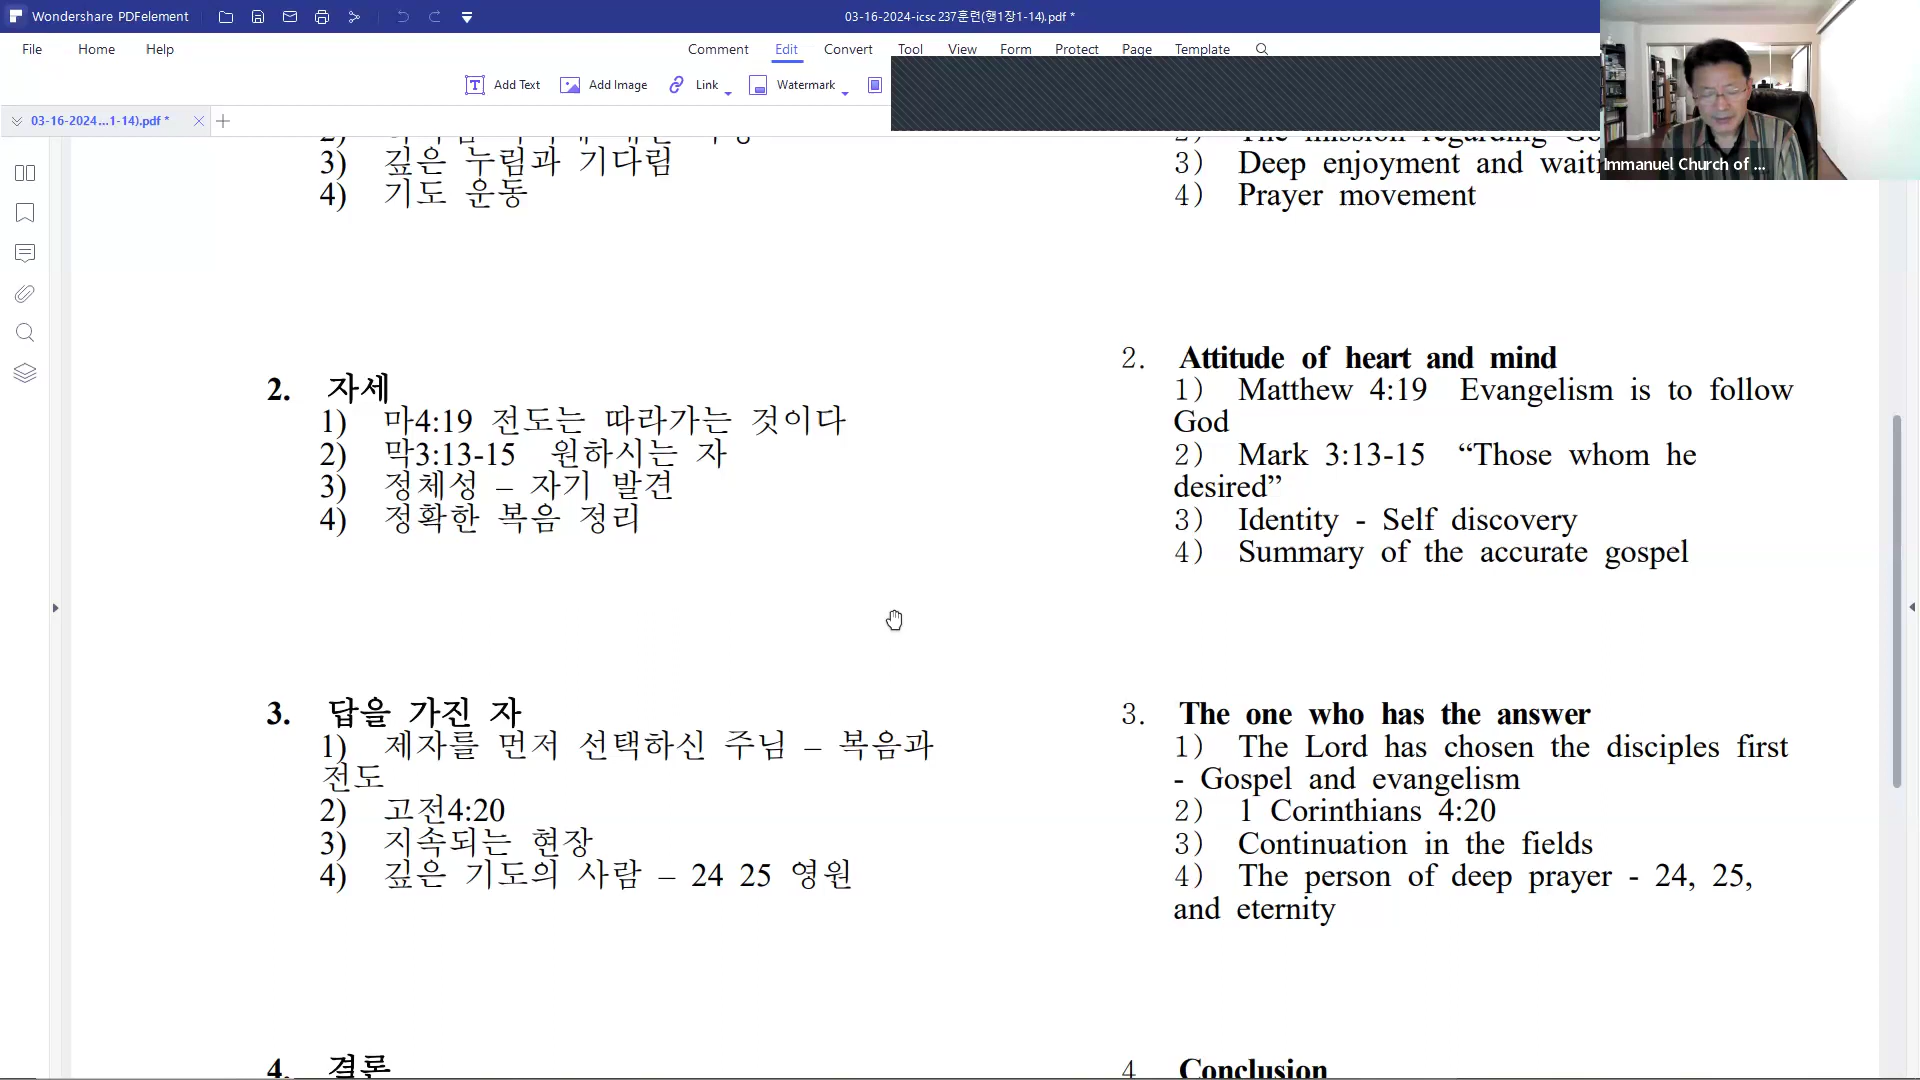 Wondershare PDFelement
03-16-2024-icsc 237훈련(행1장1-14).pdf *
File Home Help Comment Edit Convert Tool View Form Protect Page Template
Add Text Add Image Link Watermark
03-16-2024...1-14).pdf *
Immanuel Church of ...
3) 깊은 누림과 기다림
4) 기도 운동
2. 자세
1) 마4:19 전도는 따라가는 것이다
2) 막3:13-15 원하시는 자
3) 정체성 – 자기 발견
4) 정확한 복음 정리
3. 답을 가진 자
1) 제자를 먼저 선택하신 주님 – 복음과
전도
2) 고전4:20
3) 지속되는 현장
4) 깊은 기도의 사람 – 24 25 영원
4. 결론
2) The mission regarding
3) Deep enjoyment and
4) Prayer movement
2. Attitude of heart and mind
1) Matthew 4:19 Evangelism is to follow
God
2) Mark 3:13-15 “Those whom he
desired”
3) Identity - Self discovery
4) Summary of the accurate gospel
3. The one who has the answer
1) The Lord has chosen the disciples first
- Gospel and evangelism
2) 1 Corinthians 4:20
3) Continuation in the fields
4) The person of deep prayer - 24, 25,
and eternity
4. Conclusion